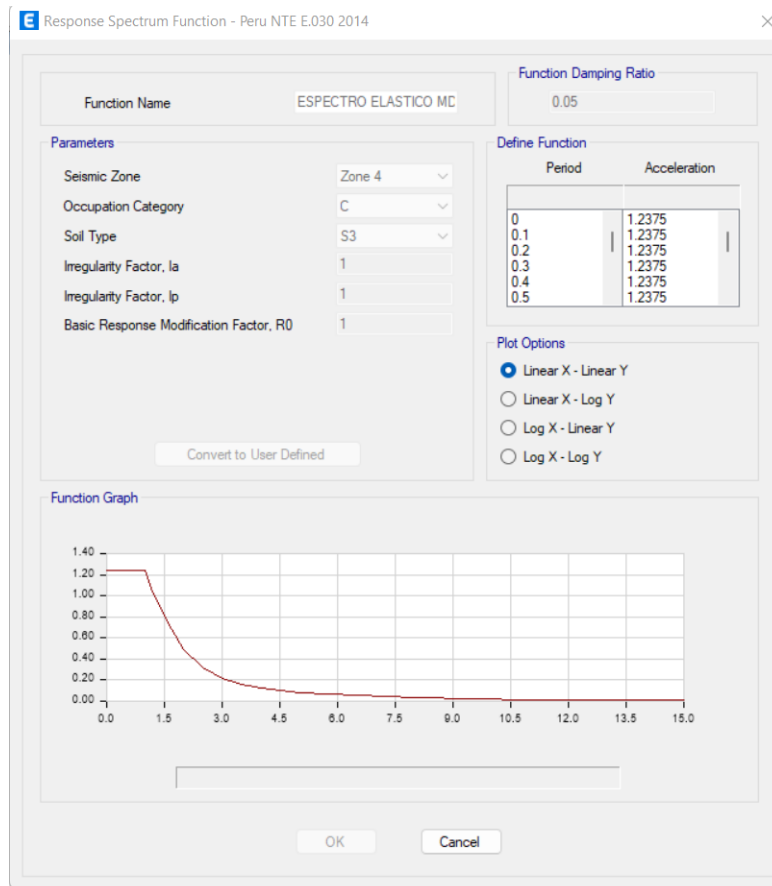 E Response Spectrum Function - Peru NTE E.030 2014
Function Name ESPECTRO ELASTICO MD
Function Damping Ratio
0.05
Parameters
Seismic Zone Zone 4
Occupation Category C
Soil Type S3
Irregularity Factor, Ia 1
Irregularity Factor, Ip 1
Basic Response Modification Factor, R0 1
Convert to User Defined
Define Function
Period Acceleration
0 1.2375
0.1 1.2375
0.2 1.2375
0.3 1.2375
0.4 1.2375
0.5 1.2375
Plot Options
Linear X - Linear Y
Linear X - Log Y
Log X - Linear Y
Log X - Log Y
Function Graph
1.40
1.20
1.00
0.80
0.60
0.40
0.20
0.00
0.0 1.5 3.0 4.5 6.0 7.5 9.0 10.5 12.0 13.5 15.0
OK Cancel